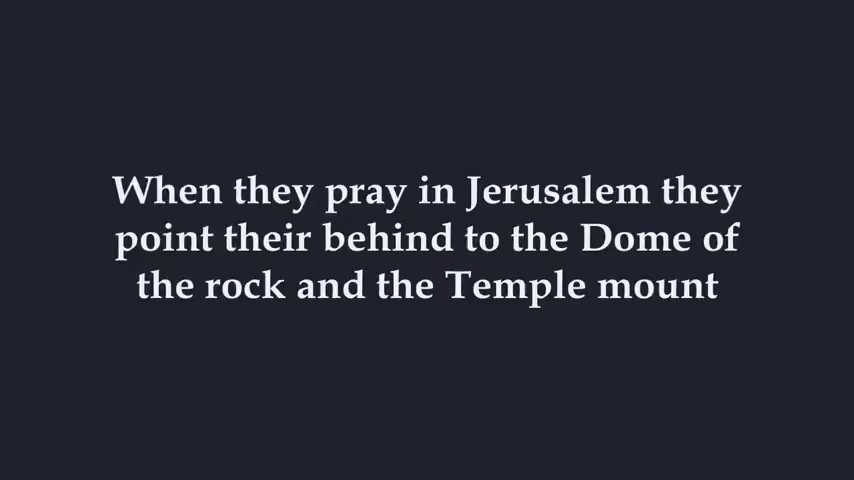 When they pray in Jerusalem they
point their behind to the Dome of
the rock and the Temple mount